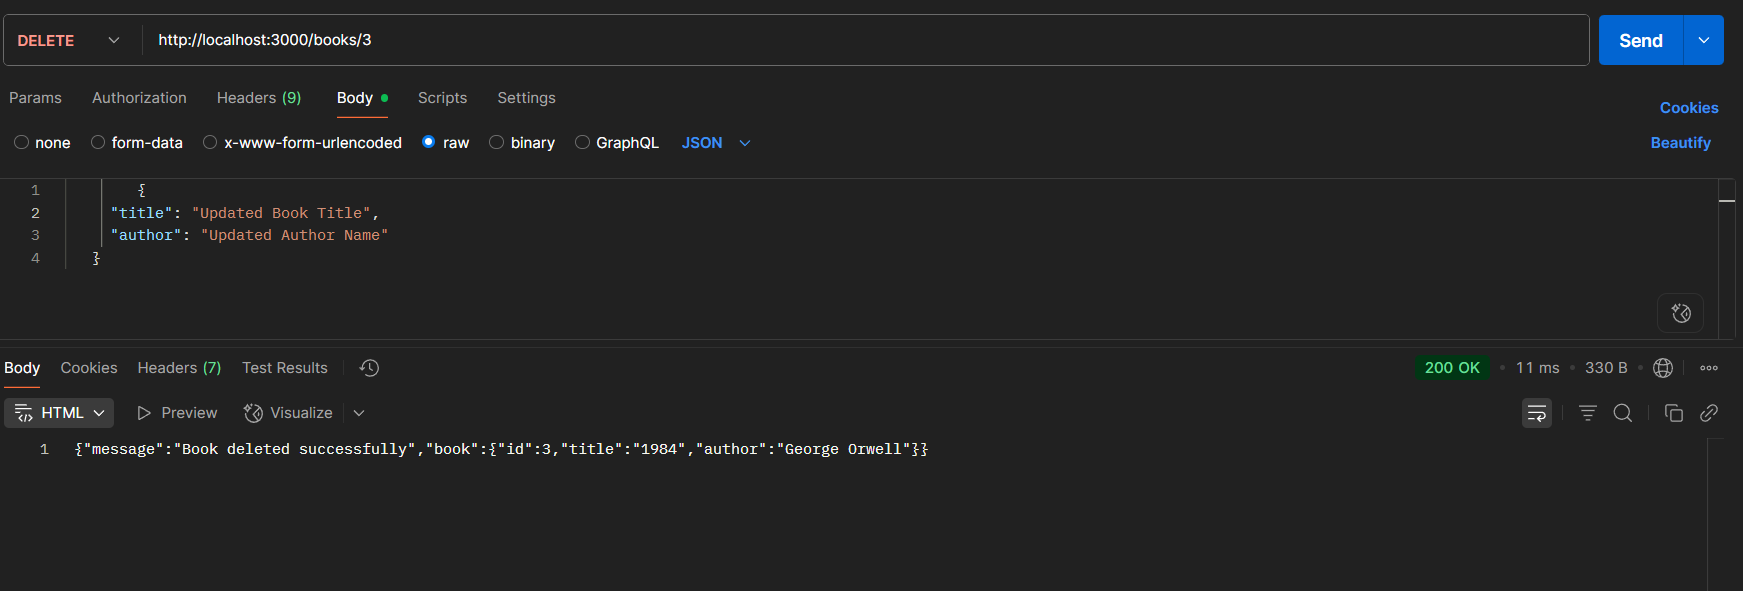 DELETE http://localhost:3000/books/3 Send
Params Authorization Headers (9) Body Scripts Settings Cookies
none form-data x-www-form-urlencoded raw binary GraphQL JSON Beautify
1 {
2 "title": "Updated Book Title",
3 "author": "Updated Author Name"
4 }
Body Cookies Headers (7) Test Results 200 OK • 11 ms • 330 B •
HTML Preview Visualize
1 {"message":"Book deleted successfully","book":{"id":3,"title":"1984","author":"George Orwell"}}